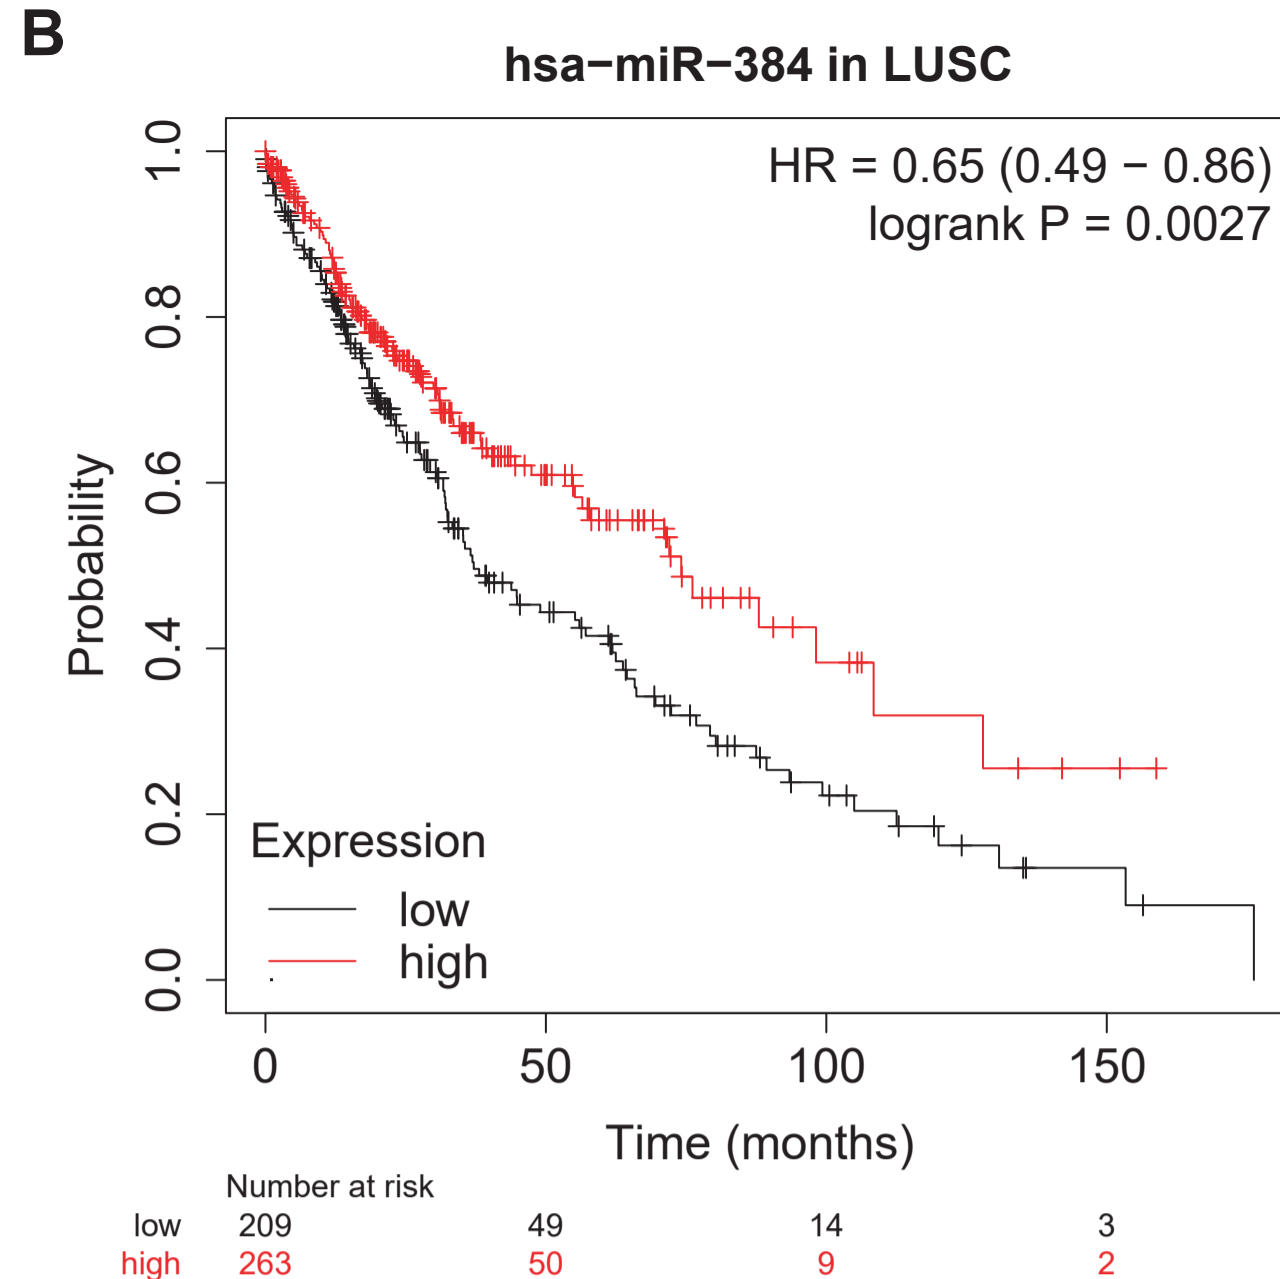 B
hsa−miR−384 in LUSC
HR = 0.65 (0.49 − 0.86)
logrank P = 0.0027
Probability
1.0
0.8
0.6
0.4
0.2
0.0
Expression
low
high
0 50 100 150
Time (months)
Number at risk
low 209 49 14 3
high 263 50 9 2